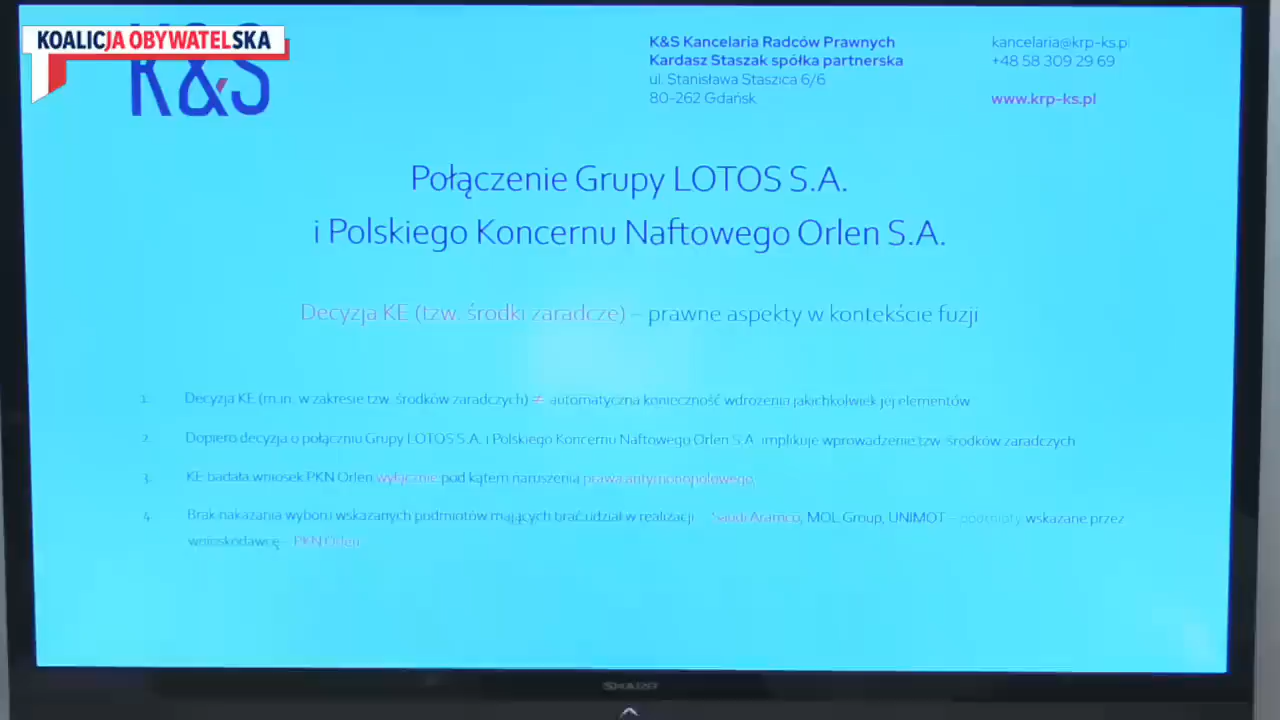 KOALICJA OBYWATELSKA
K&S
K&S Kancelaria Radców Prawnych
Kardasz Staszak spółka partnerska
ul. Stanisława Staszica 6/6
80-262 Gdańsk
kancelaria@krp-ks.pl
+48 58 309 29 69
www.krp-ks.pl
Połączenie Grupy LOTOS S.A.
i Polskiego Koncernu Naftowego Orlen S.A.
Decyzja KE (tzw. środki zaradcze) – prawne aspekty w kontekście fuzji
1. Decyzja KE (m.in. w zakresie tzw. środków zaradczych) ≠ automatyczna konieczność wdrożenia jakichkolwiek jej elementów
2. Dopiero decyzja o połączniu Grupy LOTOS S.A. i Polskiego Koncernu Naftowego Orlen S.A. implikuje wprowadzenie tzw. środków zaradczych
3. KE badała wniosek PKN Orlen wyłącznie pod kątem naruszenia prawa antymonopolowego.
4. Brak nakazania wyboru wskazanych podmiotów mających brać udział w realizacji – Saudi Aramco, MOL Group, UNIMOT – podmioty wskazane przez
wnioskodawcę – PKN Orlen
SHARP